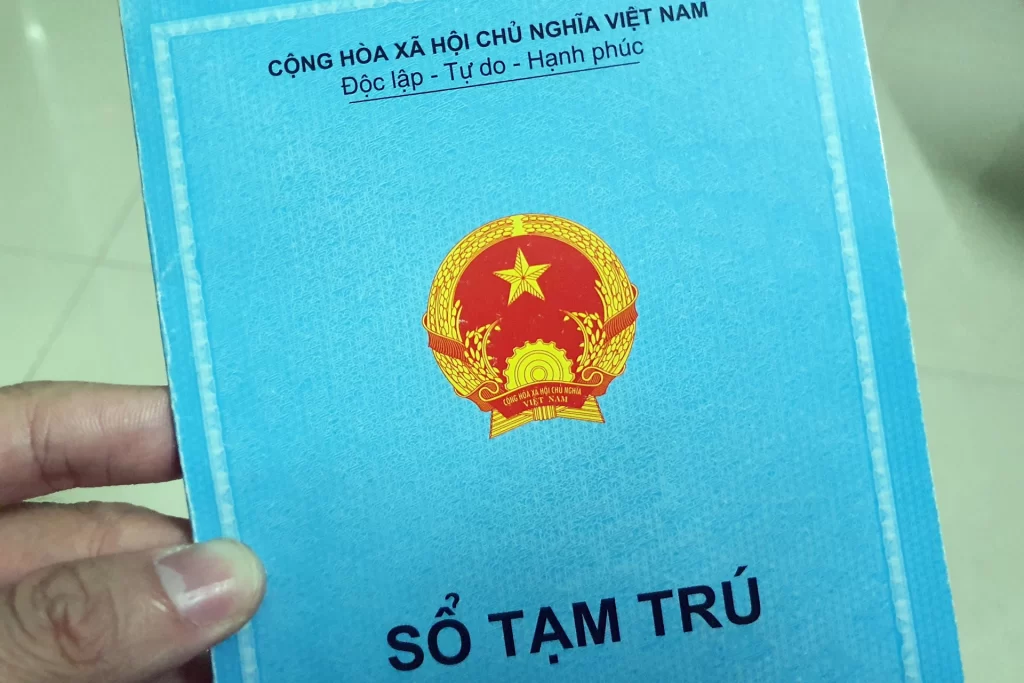 CỘNG HÒA XÃ HỘI CHỦ NGHĨA VIỆT NAM
Độc lập - Tự do - Hạnh phúc
CỘNG HÒA XÃ HỘI CHỦ NGHĨA
VIỆT NAM
SỔ TẠM TRÚ